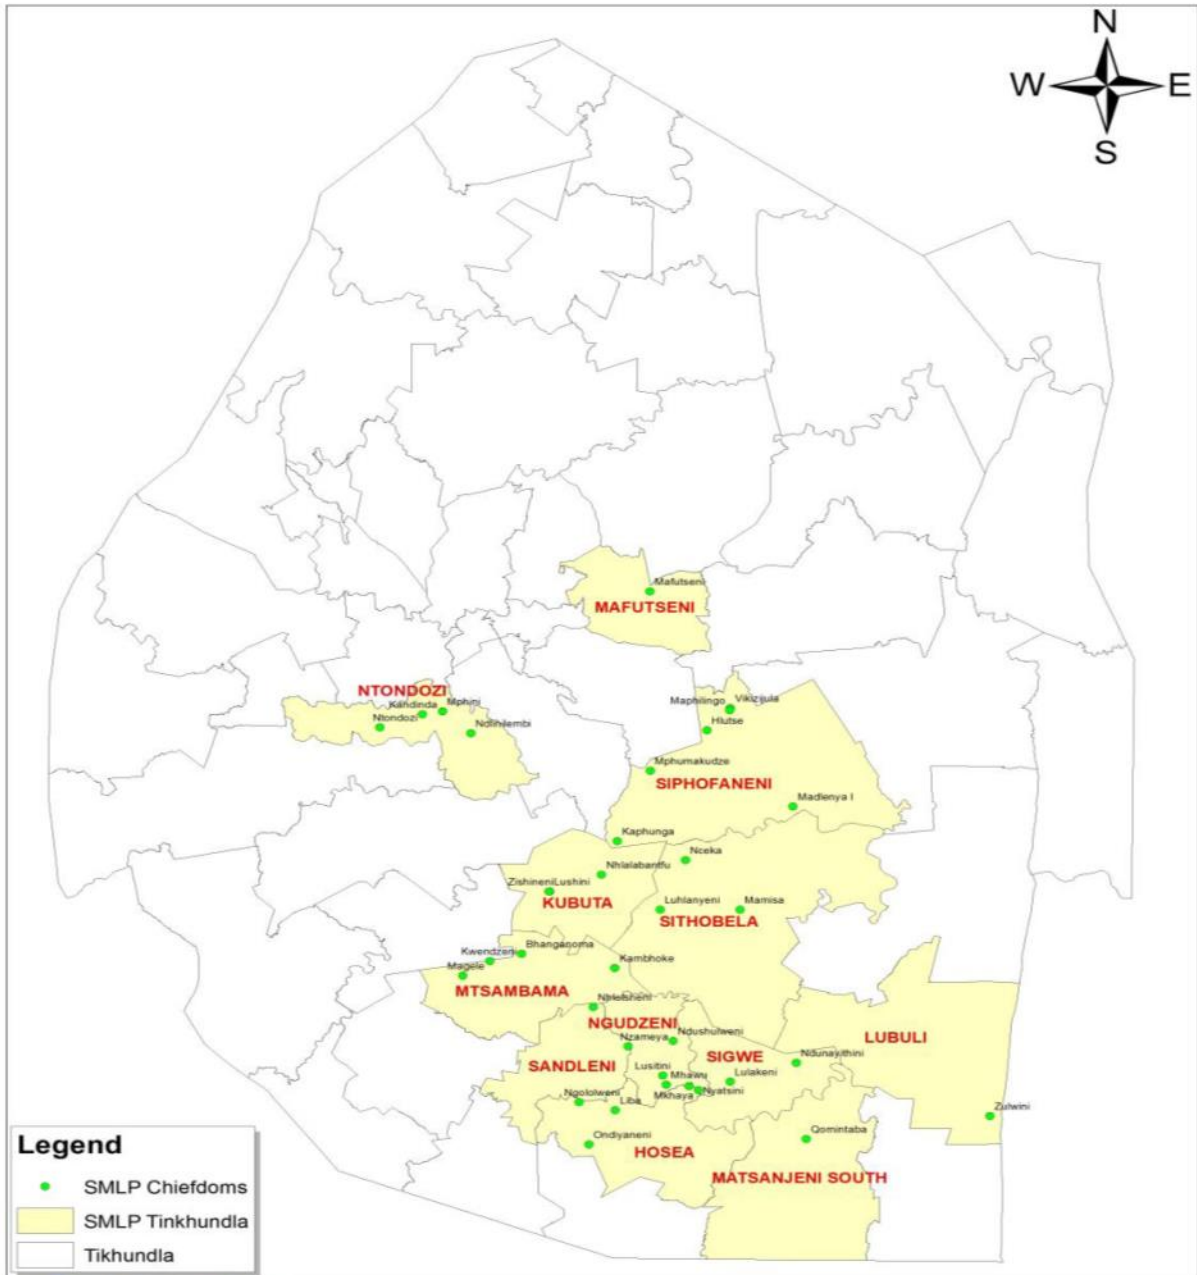 N
W E
S
Mafutseni
MAFUTSENI
NTONDOZI
Kandinda
Mphini
Ntondozi
Ndlinilembi
Maphilingo
Vikizijula
Hlutse
Mphumakudze
SIPHOFANENI
Madlenya I
Kaphunga
Nceka
Nhlalabantfu
ZishineniLushini
KUBUTA
Luhlanyeni
Mamisa
SITHOBELA
Bhanganoma
Kwendzeni
Magele
Kambhoke
MTSAMBAMA
NGUDZENI
Ndushulweni
Nzameya
LUBULI
SANDLENI
SIGWE
Ndunayithini
Lusitini
Mhawu
Lulakeni
Mkhaya
Nyatsini
Ngololweni
Liba
Zulwini
Ondiyaneni
Qomintaba
HOSEA
MATSANJENI SOUTH
Legend
SMLP Chiefdoms
SMLP Tinkhundla
Tikhundla